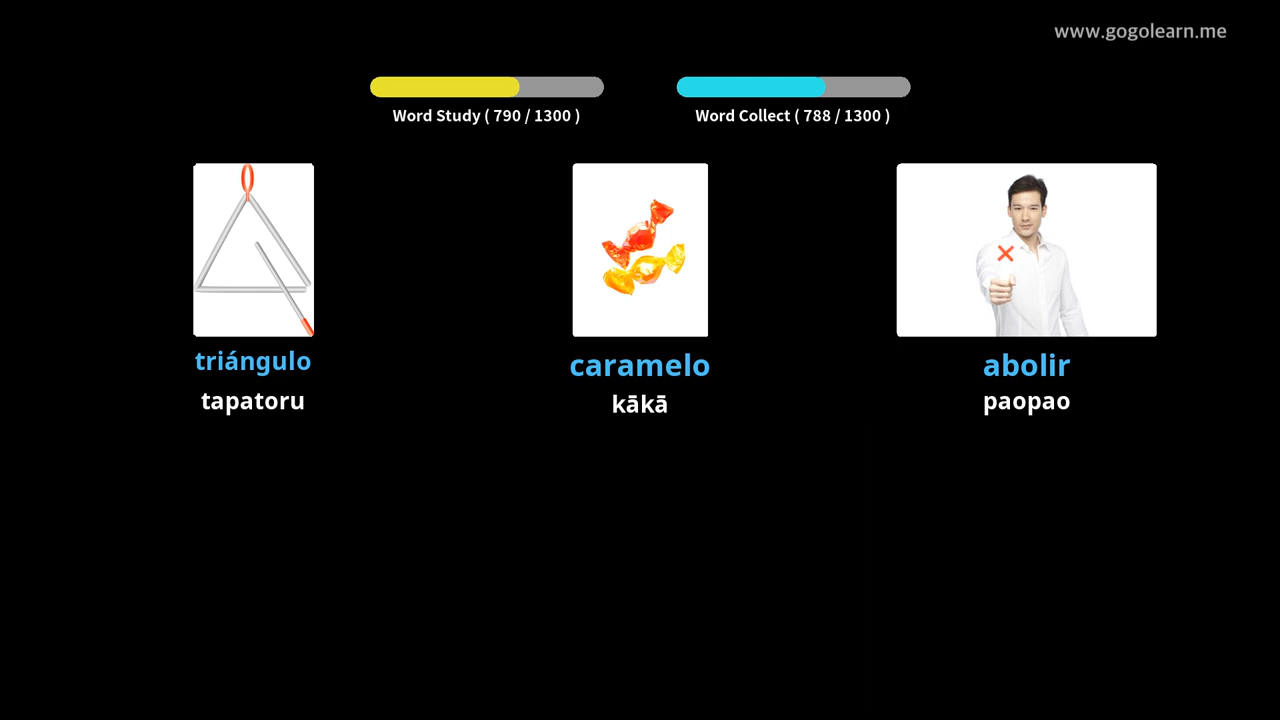 www.gogolearn.me
Word Study ( 790 / 1300 )
Word Collect ( 788 / 1300 )
triángulo
tapatoru
caramelo
kākā
abolir
paopao